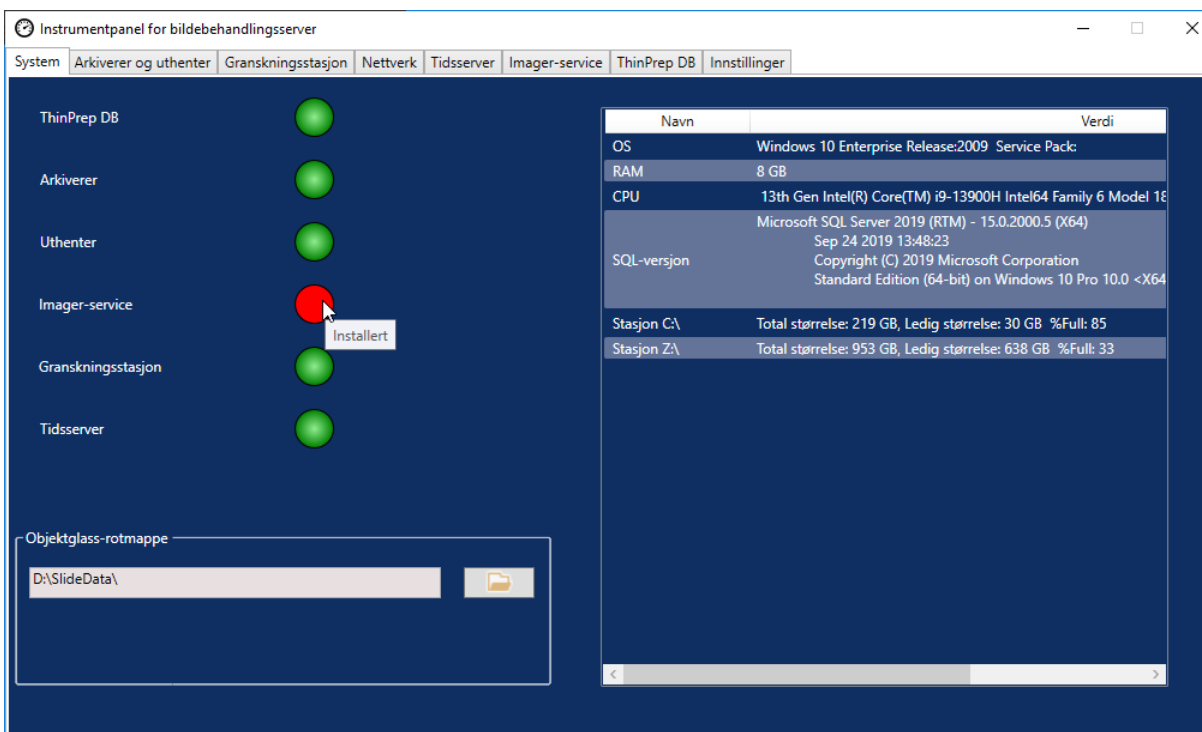 Instrumentpanel for bildebehandlingsserver
System Arkiverer og uthenter Granskningsstasjon Nettverk Tidsserver Imager-service ThinPrep DB Innstillinger
ThinPrep DB
Arkiverer
Uthenter
Imager-service
Installert
Granskningsstasjon
Tidsserver
Objektglass-rotmappe
D:\SlideData\
Navn Verdi
OS Windows 10 Enterprise Release:2009 Service Pack:
RAM 8 GB
CPU 13th Gen Intel(R) Core(TM) i9-13900H Intel64 Family 6 Model 18
SQL-versjon
Microsoft SQL Server 2019 (RTM) - 15.0.2000.5 (X64)
Sep 24 2019 13:48:23
Copyright (C) 2019 Microsoft Corporation
Standard Edition (64-bit) on Windows 10 Pro 10.0 <X64
Stasjon C:\ Total størrelse: 219 GB, Ledig størrelse: 30 GB %Full: 85
Stasjon Z:\ Total størrelse: 953 GB, Ledig størrelse: 638 GB %Full: 33